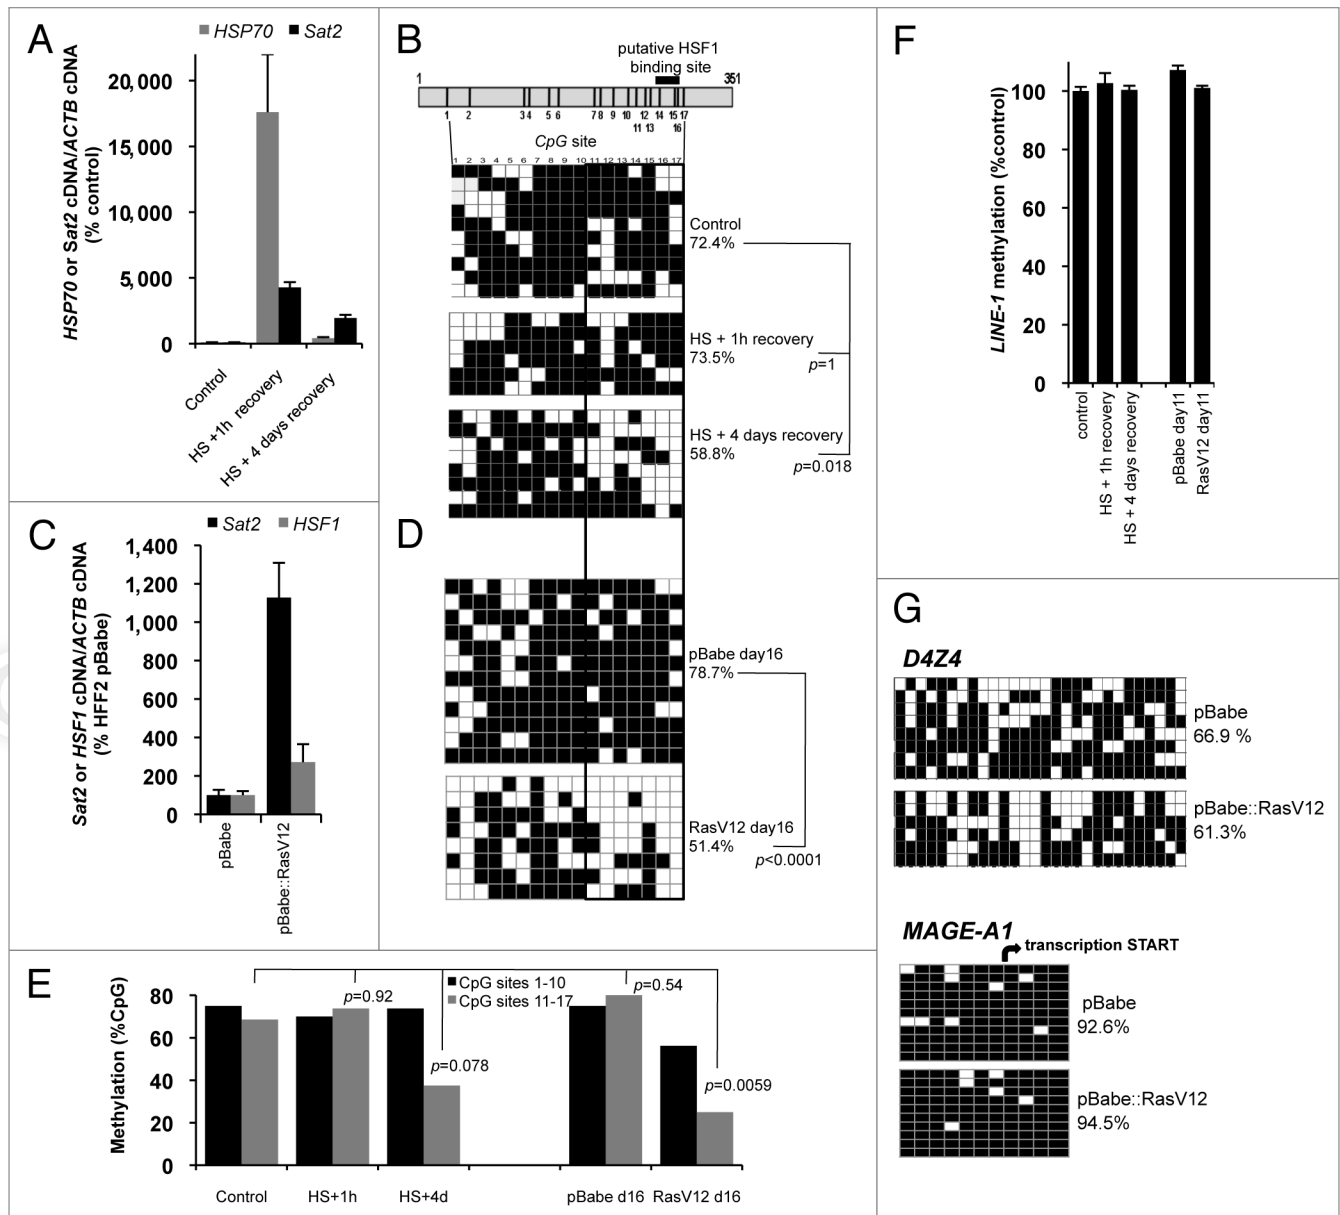 A
HSP70 Sat2
HSP70 or Sat2 cDNA/ACTB cDNA
(% control)
20,000
15,000
10,000
5,000
0
Control
HS +1h recovery
HS + 4 days recovery
B
putative HSF1
binding site
1 351
1 2 3 4 5 6 7 8 9 10 12 14 15 17
11 13 16
CpG site
1 2 3 4 5 6 7 8 9 10 11 12 13 14 15 16 17
Control
72.4%
HS + 1h recovery
73.5%
p=1
HS + 4 days recovery
58.8%
p=0.018
C
Sat2 HSF1
Sat2 or HSF1 cDNA/ACTB cDNA
(% HFF2 pBabe)
1,400
1,200
1,000
800
600
400
200
0
pBabe
pBabe::RasV12
D
pBabe day16
78.7%
RasV12 day16
51.4%
p<0.0001
E
Methylation (%CpG)
80
60
40
20
0
CpG sites 1-10
CpG sites 11-17
p=0.92
p=0.078
p=0.54
p=0.0059
Control HS+1h HS+4d pBabe d16 RasV12 d16
F
LINE-1 methylation (%control)
100
80
60
40
20
0
control
HS + 1h recovery
HS + 4 days recovery
pBabe day11
RasV12 day11
G
D4Z4
pBabe
66.9 %
pBabe::RasV12
61.3%
MAGE-A1
transcription START
pBabe
92.6%
pBabe::RasV12
94.5%